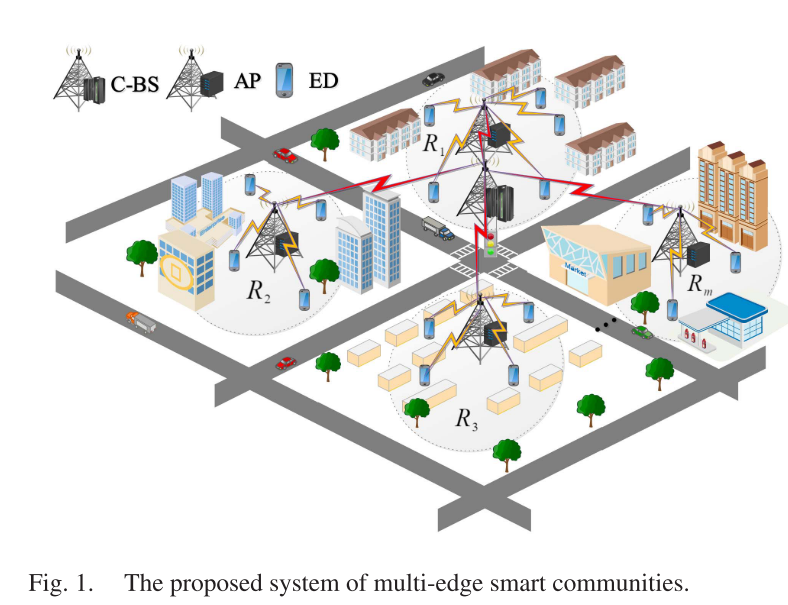 C-BS
AP
ED
R1
R2
Market
Rm
R3
Fig. 1. The proposed system of multi-edge smart communities.